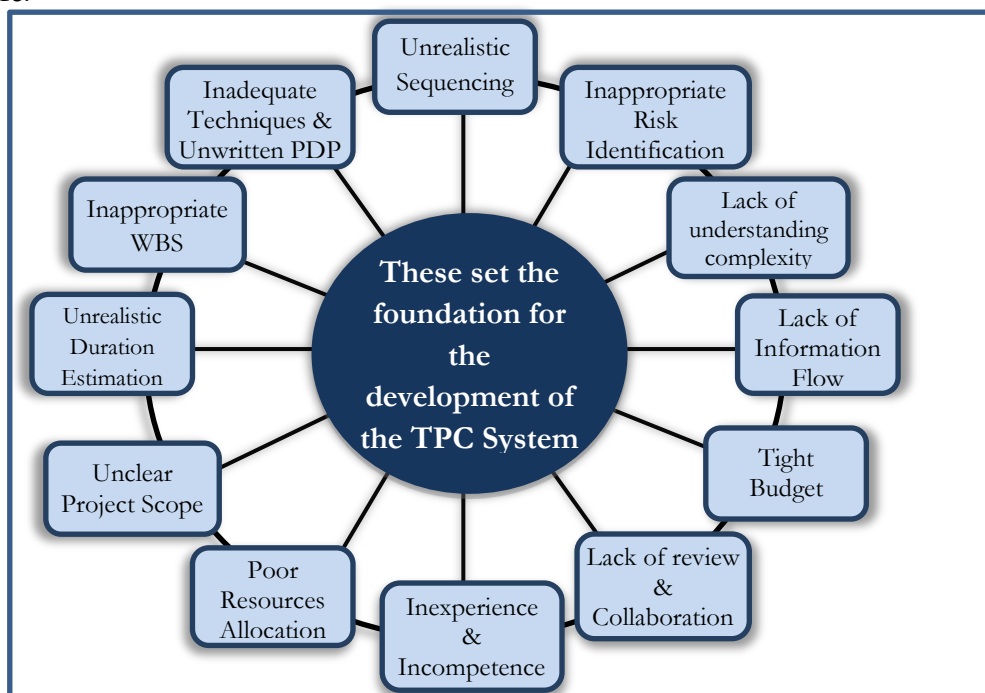 Unrealistic
Sequencing
Inappropriate
Risk
Identification
Lack of
understanding
complexity
Lack of
Information
Flow
Tight
Budget
Lack of review
&
Collaboration
Inexperience
&
Incompetence
Poor
Resources
Allocation
Unclear
Project Scope
Unrealistic
Duration
Estimation
Inappropriate
WBS
Inadequate
Techniques &
Unwritten PDP
These set the
foundation for
the
development of
the TPC System